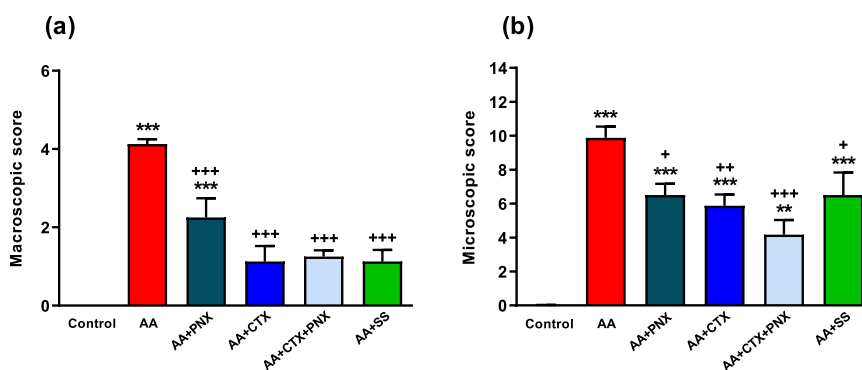 (a)
Macroscopic score
6
4
2
0
***
+++
***
+++
+++
+++
Control
AA
AA+PNX
AA+CTX
AA+CTX+PNX
AA+SS
(b)
Microscopic score
14
12
10
8
6
4
2
0
***
+
***
++
***
+++
**
+
***
Control
AA
AA+PNX
AA+CTX
AA+CTX+PNX
AA+SS